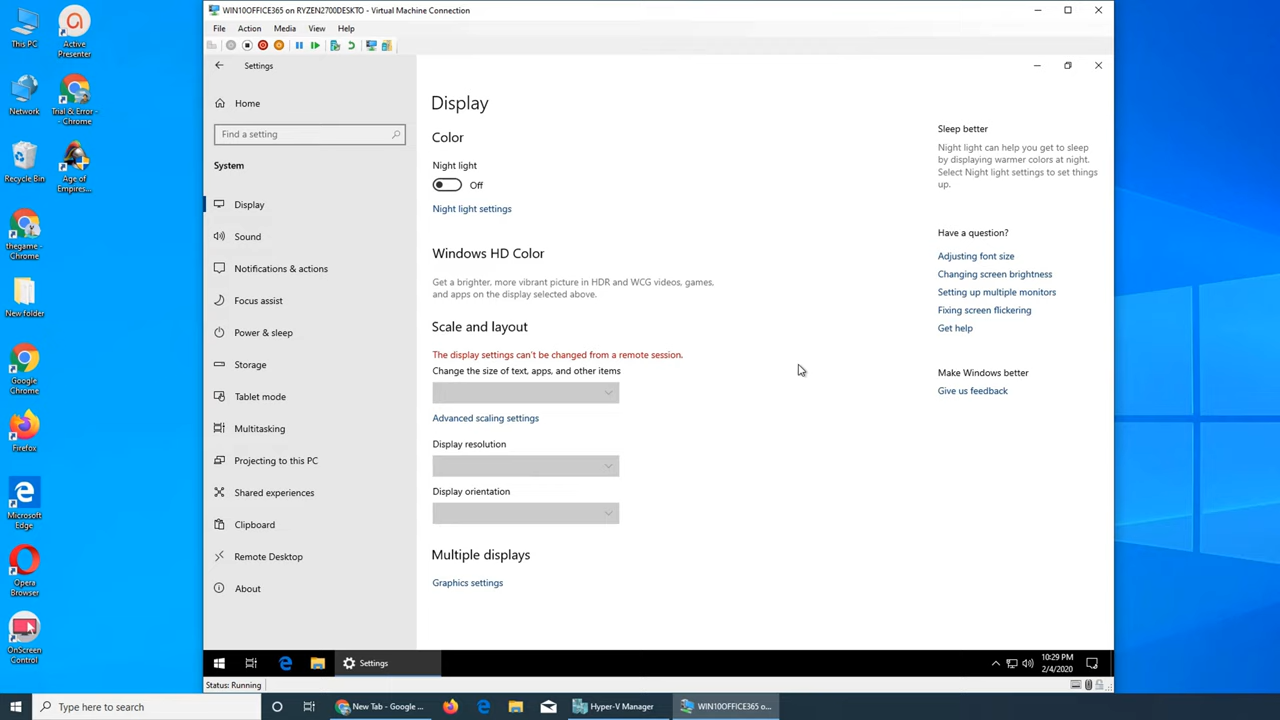 WIN10OFFICE365 on RYZEN2700DESKTO - Virtual Machine Connection
File Action Media View Help
Settings
Home
Find a setting
System
Display
Sound
Notifications & actions
Focus assist
Power & sleep
Storage
Tablet mode
Multitasking
Projecting to this PC
Shared experiences
Clipboard
Remote Desktop
About
Display
Color
Night light
Off
Night light settings
Windows HD Color
Get a brighter, more vibrant picture in HDR and WCG videos, games,
and apps on the display selected above.
Scale and layout
The display settings can't be changed from a remote session.
Change the size of text, apps, and other items
Advanced scaling settings
Display resolution
Display orientation
Multiple displays
Graphics settings
Sleep better
Night light can help you get to sleep
by displaying warmer colors at night.
Select Night light settings to set things
up.
Have a question?
Adjusting font size
Changing screen brightness
Setting up multiple monitors
Fixing screen flickering
Get help
Make Windows better
Give us feedback
Settings
10:29 PM
2/4/2020
Status: Running
This PC
Active
Presenter
Network
Trial & Error -
- Chrome
Recycle Bin
Age of
Empires...
thegame -
Chrome
New folder
Google
Chrome
Firefox
Microsoft
Edge
Opera
Browser
OnScreen
Control
Type here to search
New Tab - Google ...
Hyper-V Manager
WIN10OFFICE365 o...